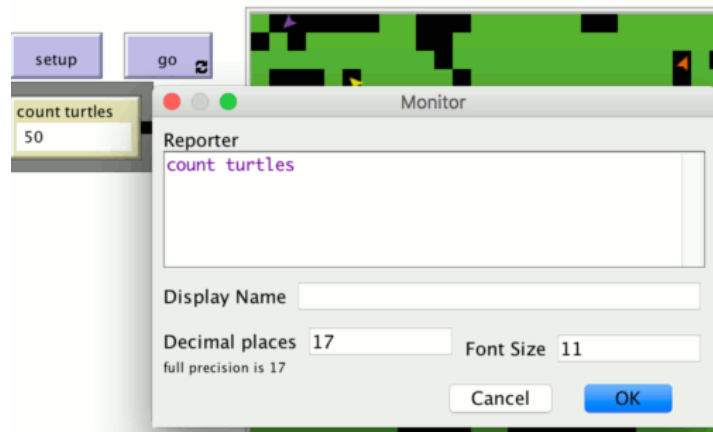 setup
go
count turtles
50
Monitor
Reporter
count turtles
Display Name
Decimal places 17
Font Size 11
full precision is 17
Cancel
OK